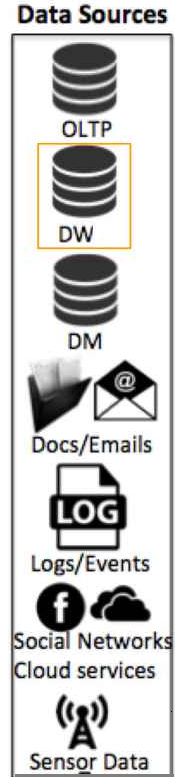 Data Sources
OLTP
DW
DM
@
Docs/Emails
LOG
Logs/Events
f
Social Networks
Cloud services
Sensor Data